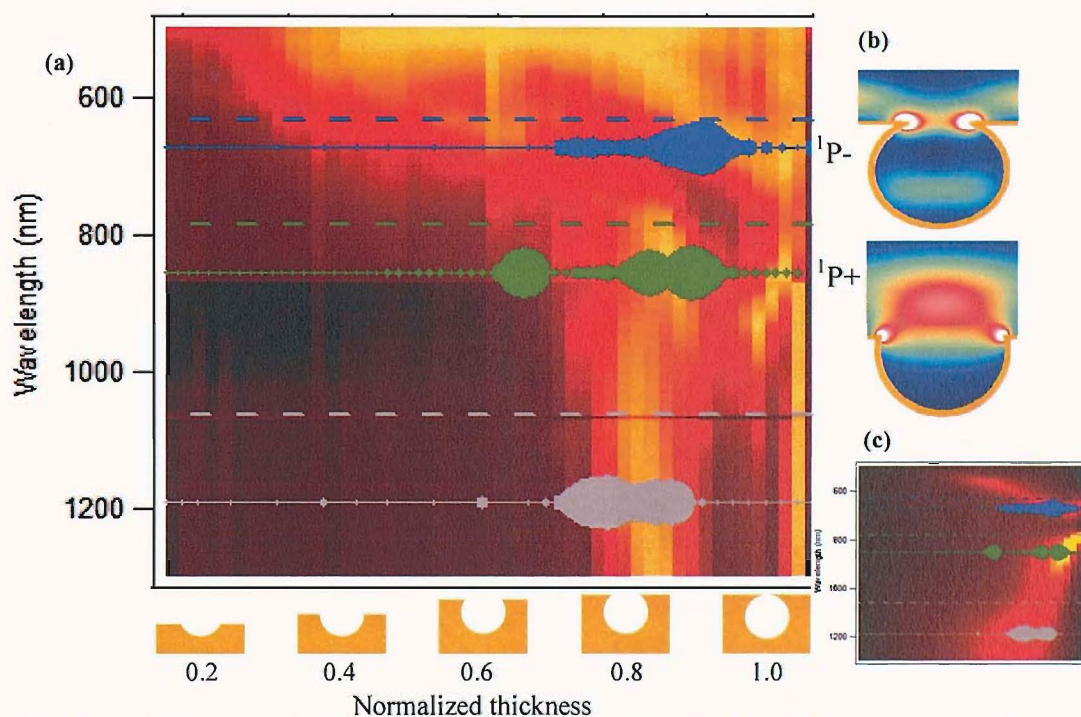 (a)
600
800
1000
1200
Wavelength (nm)
¹P-
¹P+
0.2 0.4 0.6 0.8 1.0
Normalized thickness
(b)
(c)
600
800
1000
1200
Wavelength (nm)